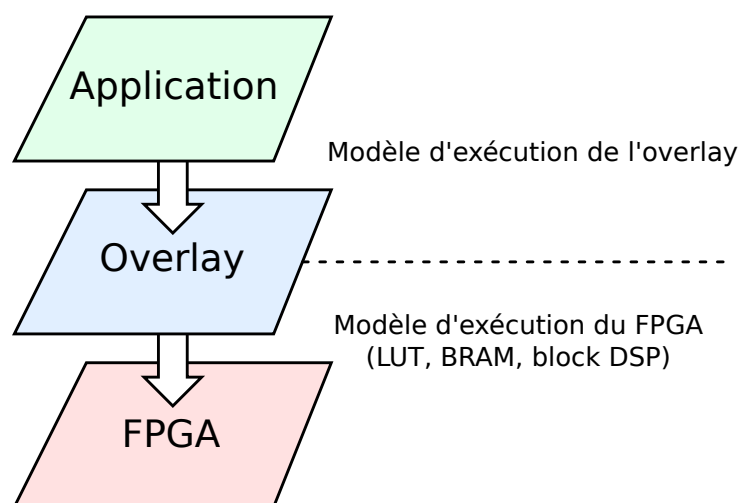 Application
Modèle d'exécution de l'overlay
Overlay
Modèle d'exécution du FPGA
(LUT, BRAM, block DSP)
FPGA